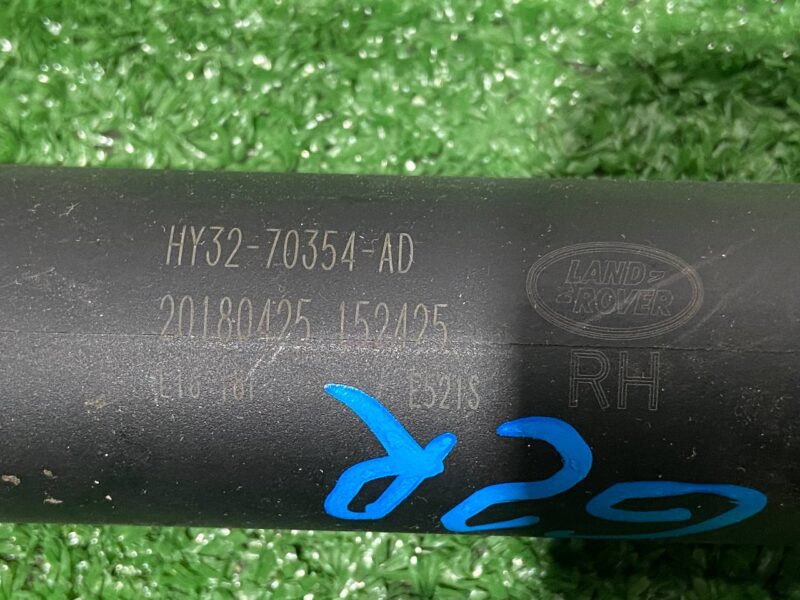 HY32-70354-AD
20180425 152425
E521S
LAND-
-ROVER
RH